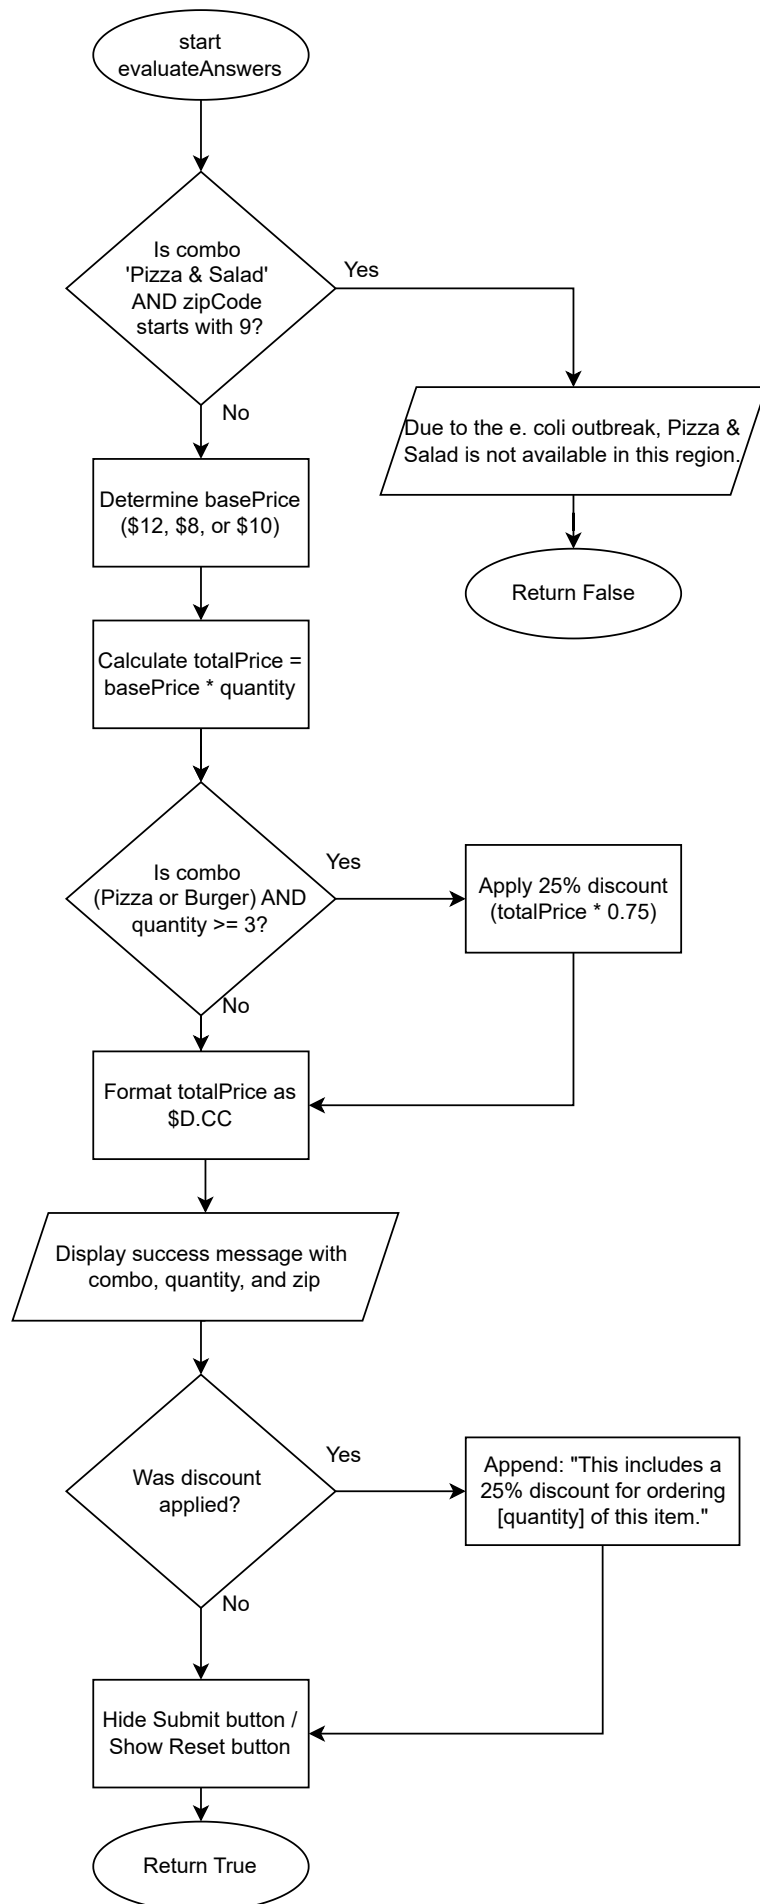 start
evaluateAnswers
Is combo
'Pizza & Salad'
AND zipCode
starts with 9?
Yes
No
Due to the e. coli outbreak, Pizza &
Salad is not available in this region.
Determine basePrice
($12, $8, or $10)
Return False
Calculate totalPrice =
basePrice * quantity
Is combo
(Pizza or Burger) AND
quantity >= 3?
Yes
Apply 25% discount
(totalPrice * 0.75)
No
Format totalPrice as
$D.CC
Display success message with
combo, quantity, and zip
Was discount
applied?
Yes
Append: "This includes a
25% discount for ordering
[quantity] of this item."
No
Hide Submit button /
Show Reset button
Return True